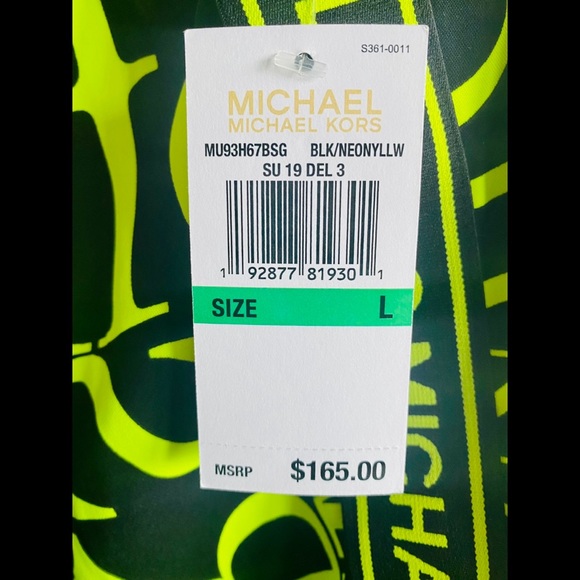 S361-0011
MICHAEL
MICHAEL KORS
MU93H67BSG BLK/NEONYLLW
SU 19 DEL 3
1 92877 81930 1
SIZE L
MSRP $165.00
MICHA